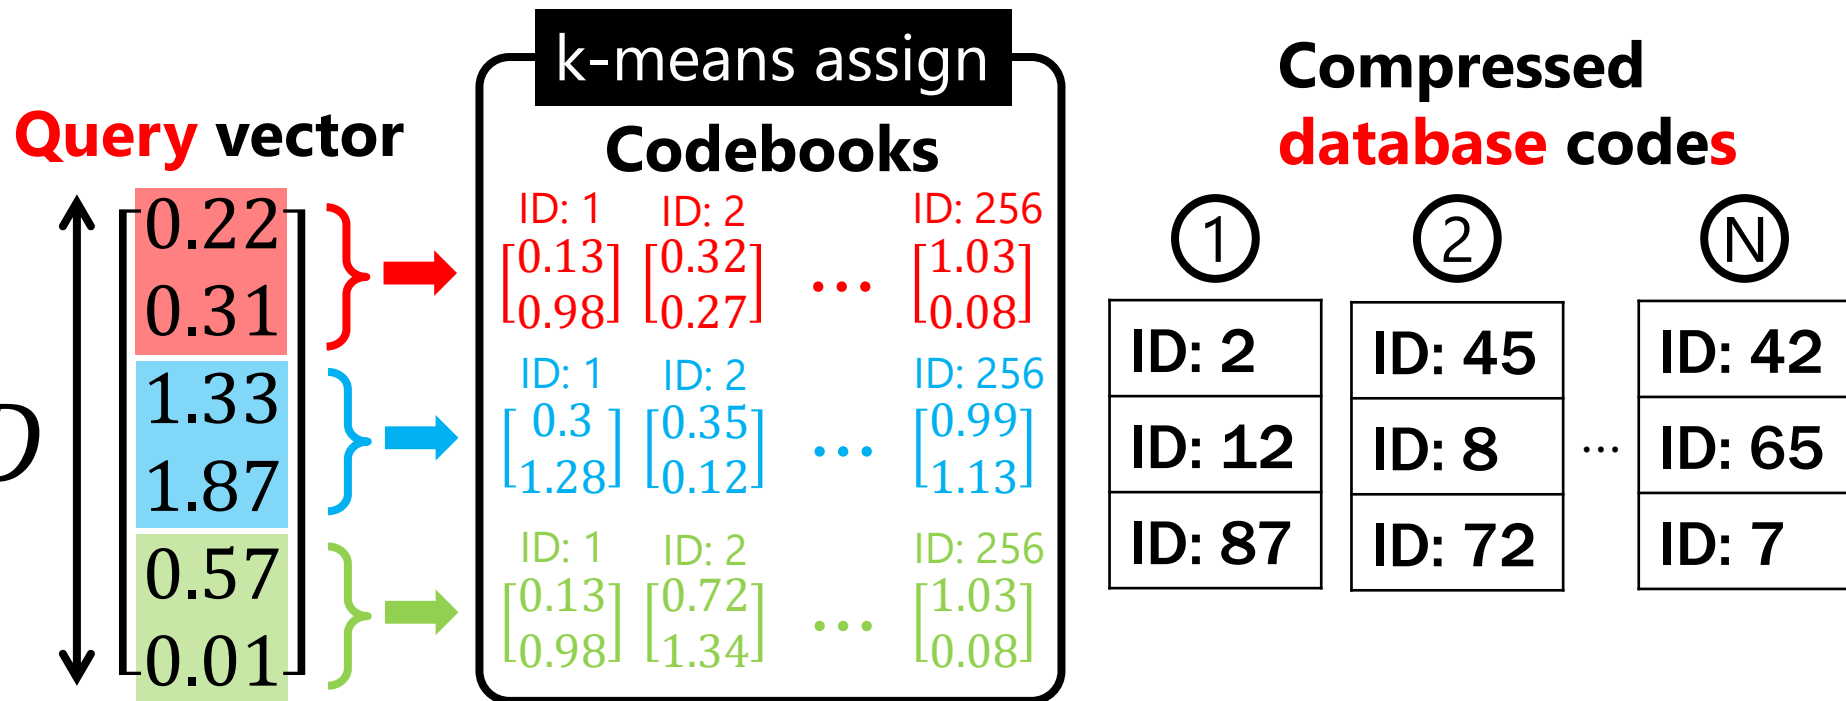 k-means assign
Compressed
database codes
Query vector
Codebooks
D
0.22
0.31
1.33
1.87
0.57
0.01
ID: 1 ID: 2 ... ID: 256
0.13 0.32 ... 1.03
0.98 0.27 0.08
ID: 1 ID: 2 ID: 256
0.3 0.35 ... 0.99
1.28 0.12 1.13
ID: 1 ID: 2 ID: 256
0.13 0.72 ... 1.03
0.98 1.34 0.08
1 2 N
ID: 2 ID: 45 ID: 42
ID: 12 ID: 8 ... ID: 65
ID: 87 ID: 72 ID: 7